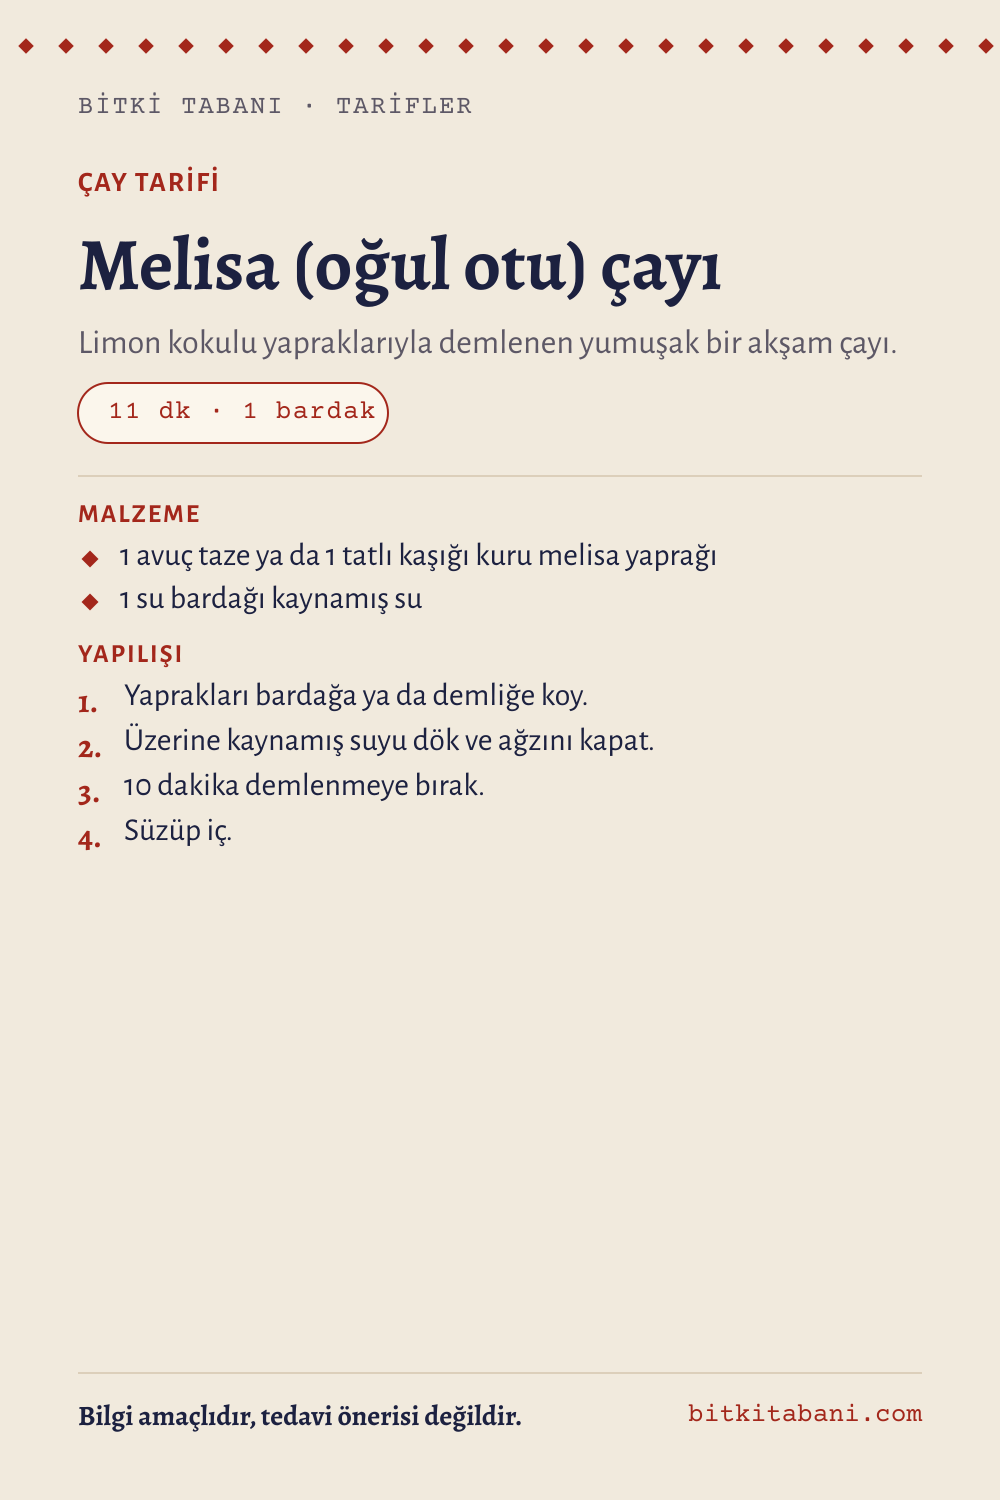 BİTKİ TABANI · TARİFLER
ÇAY TARİFİ
Melisa (oğul otu) çayı
Limon kokulu yapraklarıyla demlenen yumuşak bir akşam çayı.
11 dk · 1 bardak
MALZEME
◆ 1 avuç taze ya da 1 tatlı kaşığı kuru melisa yaprağı
◆ 1 su bardağı kaynamış su
YAPILIŞI
1. Yaprakları bardağa ya da demliğe koy.
2. Üzerine kaynamış suyu dök ve ağzını kapat.
3. 10 dakika demlenmeye bırak.
4. Süzüp iç.
Bilgi amaçlıdır, tedavi önerisi değildir.
bitkitabani.com